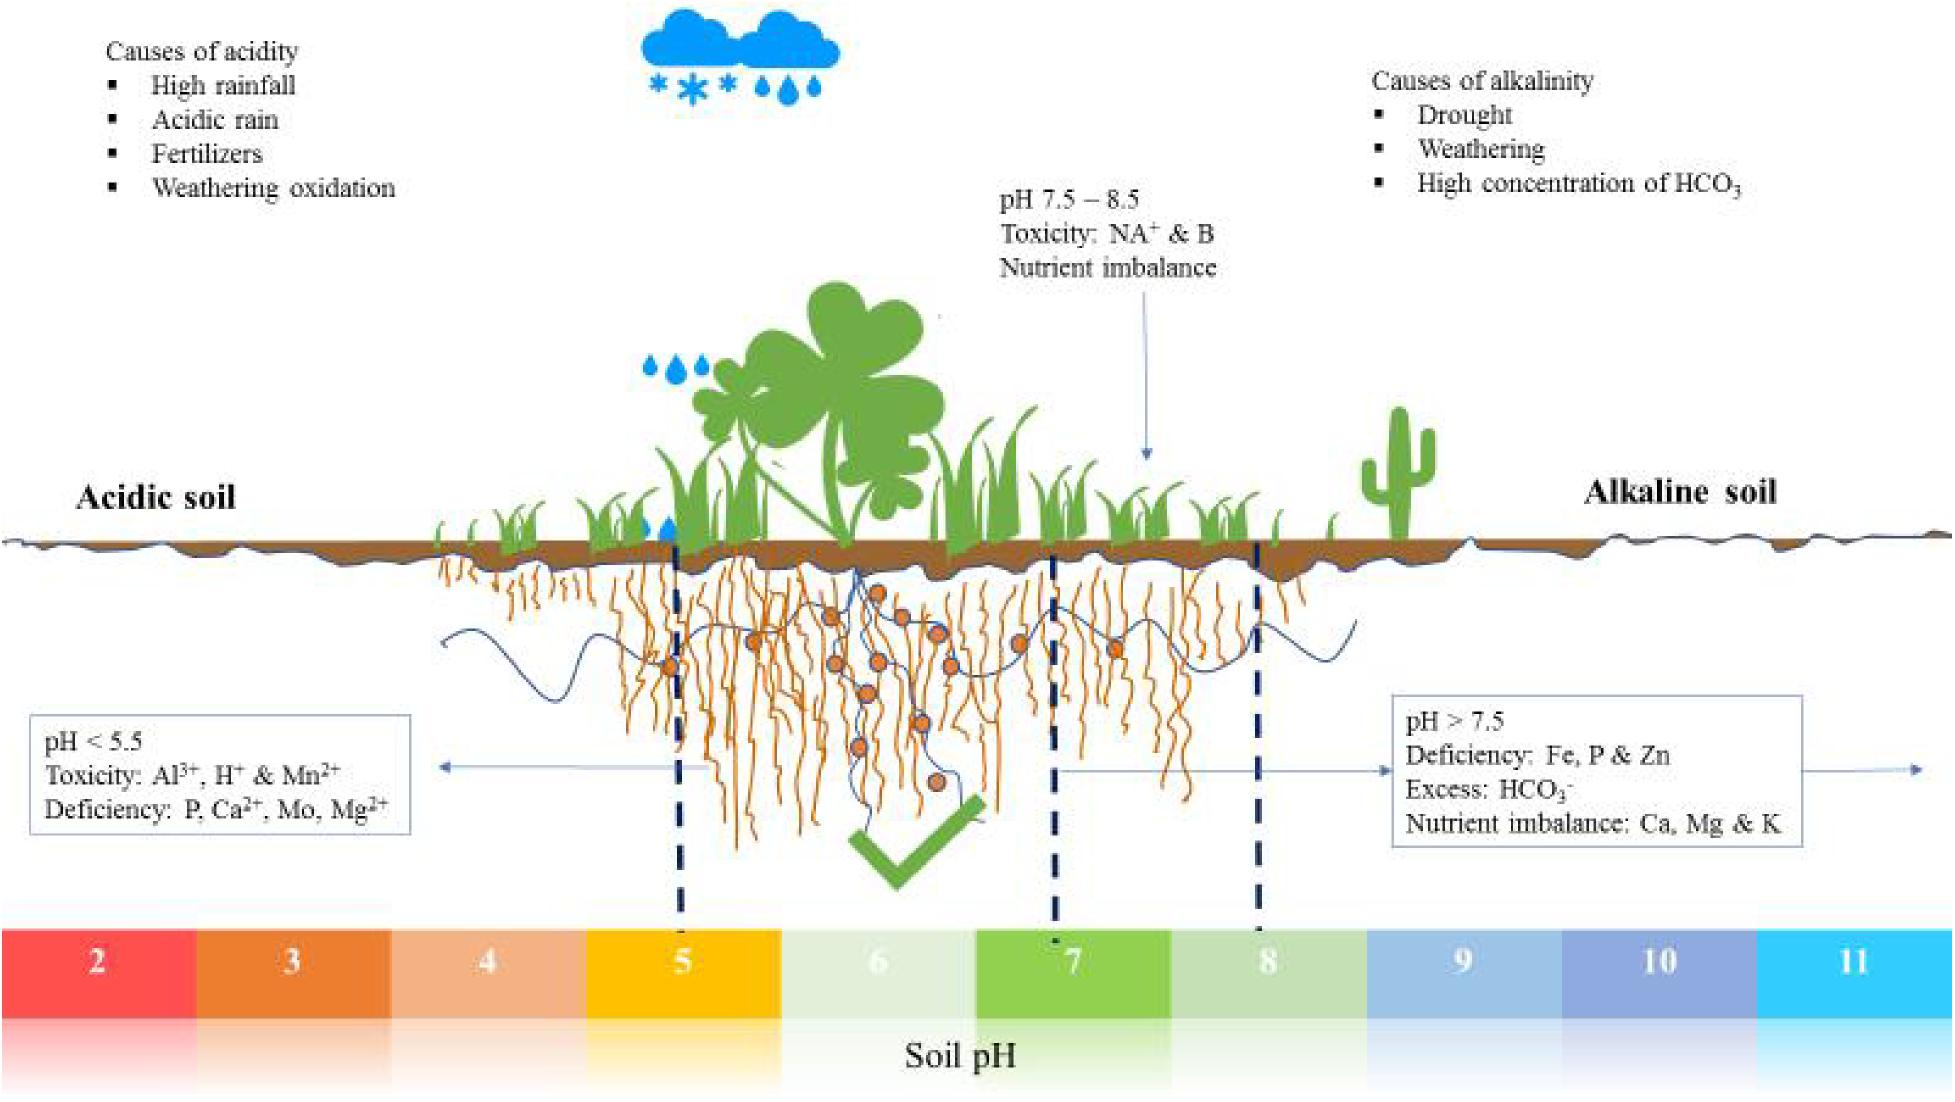 Causes of acidity
▪ High rainfall
▪ Acidic rain
▪ Fertilizers
▪ Weathering oxidation
Causes of alkalinity
▪ Drought
▪ Weathering
▪ High concentration of HCO₃
pH 7.5 – 8.5
Toxicity: NA⁺ & B
Nutrient imbalance
Acidic soil
Alkaline soil
pH < 5.5
Toxicity: Al³⁺, H⁺ & Mn²⁺
Deficiency: P, Ca²⁺, Mo, Mg²⁺
pH > 7.5
Deficiency: Fe, P & Zn
Excess: HCO₃⁻
Nutrient imbalance: Ca, Mg & K
2 3 4 5 6 7 8 9 10 11
Soil pH